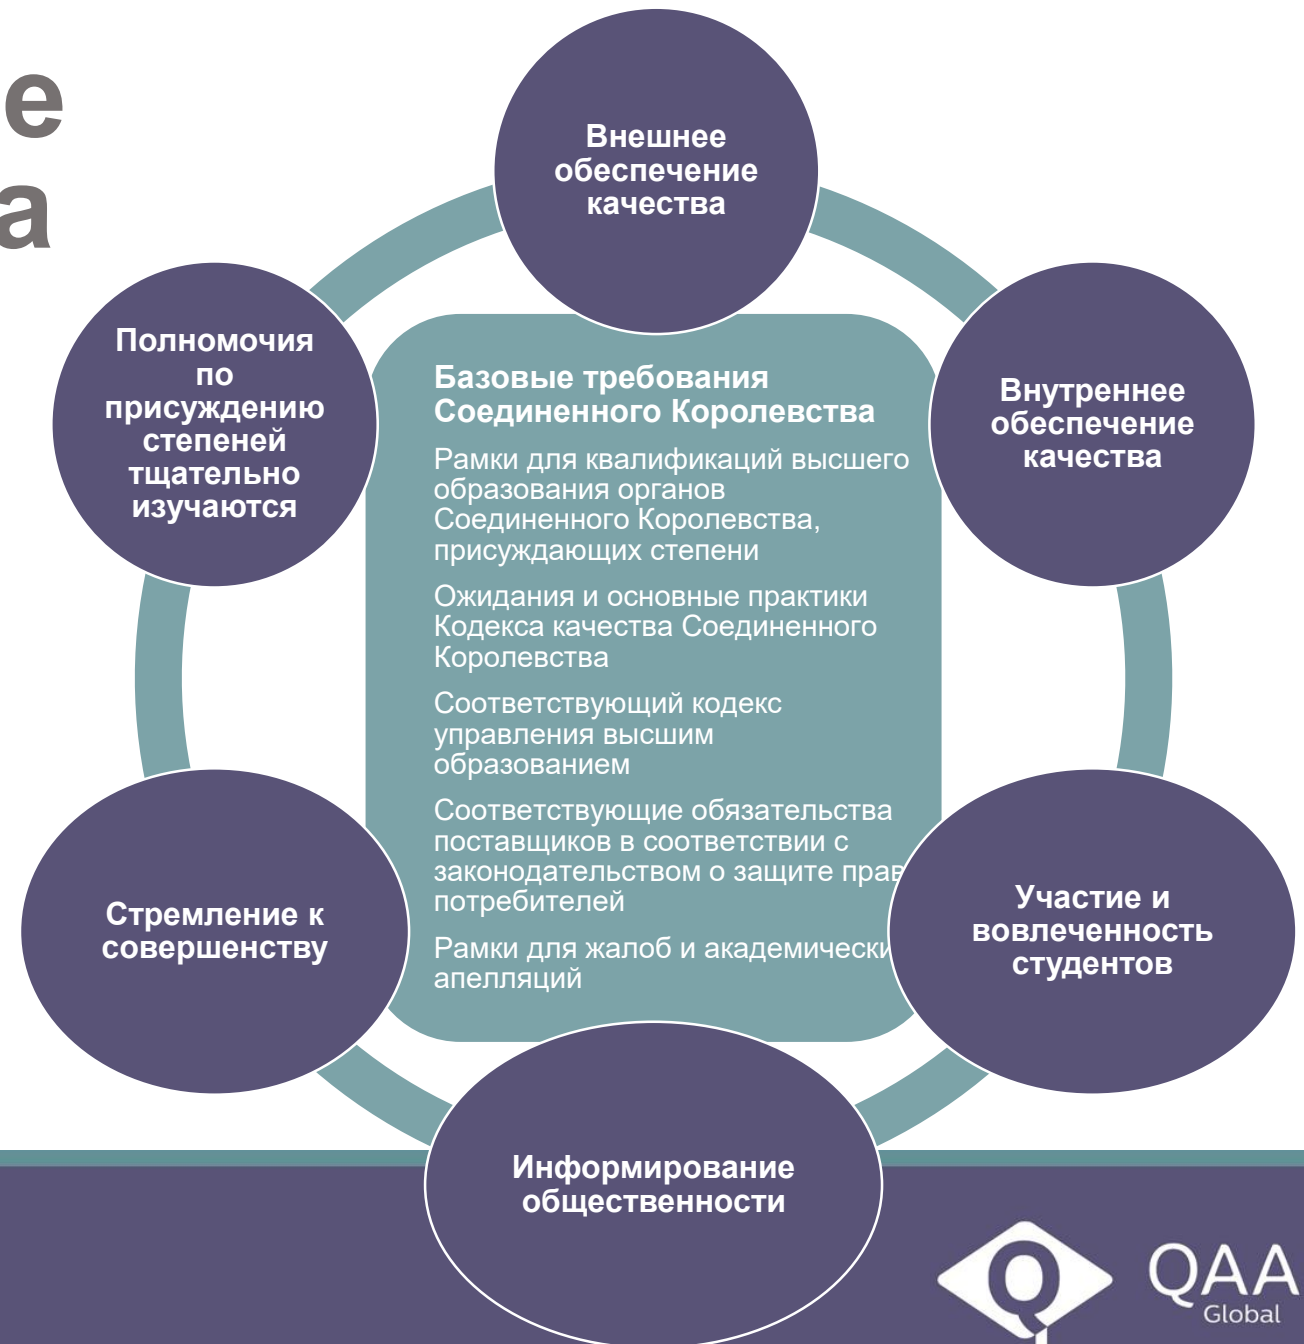 е
а
Внешнее
обеспечение
качества
Полномочия
по
присуждению
степеней
тщательно
изучаются
Базовые требования
Соединенного Королевства
Рамки для квалификаций высшего
образования органов
Соединенного Королевства,
присуждающих степени
Ожидания и основные практики
Кодекса качества Соединенного
Королевства
Соответствующий кодекс
управления высшим
образованием
Соответствующие обязательства
поставщиков в соответствии с
законодательством о защите прав
потребителей
Рамки для жалоб и академически
апелляций
Внутреннее
обеспечение
качества
Стремление к
совершенству
Участие и
вовлеченность
студентов
Информирование
общественности
QAA
Global